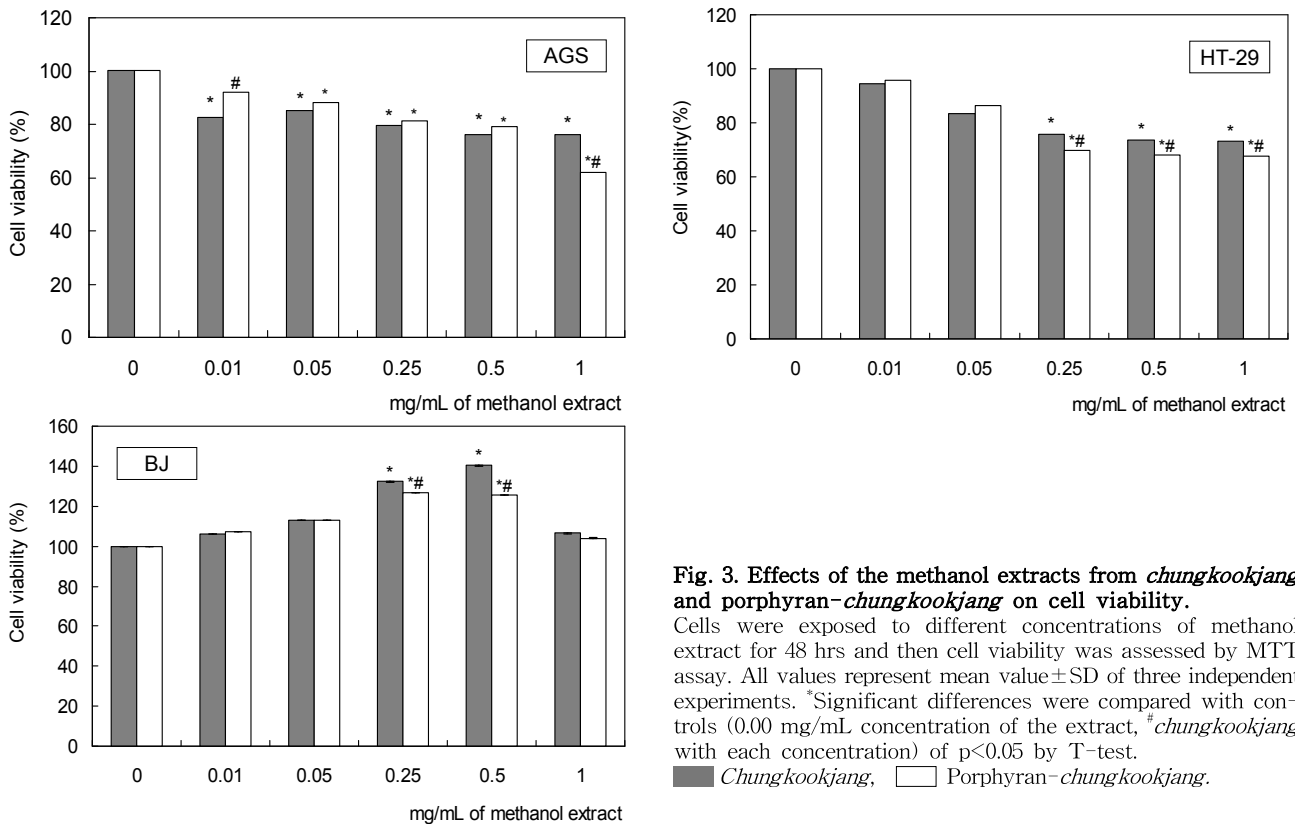 120
100
80
60
40
20
0
Cell viability (%)
AGS
* # * * * * * * * *#
0 0.01 0.05 0.25 0.5 1
mg/mL of methanol extract
120
100
80
60
40
20
0
Cell viability(%)
HT-29
* *# * *# * *#
0 0.01 0.05 0.25 0.5 1
mg/mL of methanol extract
160
140
120
100
80
60
40
20
0
Cell viability (%)
BJ
* *# * *#
0 0.01 0.05 0.25 0.5 1
mg/mL of methanol extract
Fig. 3. Effects of the methanol extracts from chungkookjang
and porphyran-chungkookjang on cell viability.
Cells were exposed to different concentrations of methanol
extract for 48 hrs and then cell viability was assessed by MTT
assay. All values represent mean value±SD of three independent
experiments. *Significant differences were compared with con-
trols (0.00 mg/mL concentration of the extract, #chungkookjang
with each concentration) of p<0.05 by T-test.
Chungkookjang, Porphyran-chungkookjang.